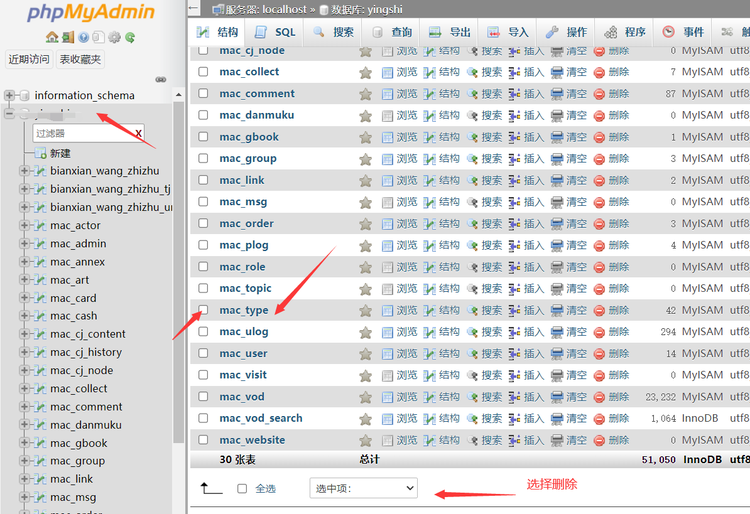 phpMyAdmin
近期访问 表收藏夹
information_schema
过滤器 X
新建
bianxian_wang_zhizhu
bianxian_wang_zhizhu_tj
bianxian_wang_zhizhu_ur
mac_actor
mac_admin
mac_annex
mac_art
mac_card
mac_cash
mac_cj_content
mac_cj_history
mac_cj_node
mac_collect
mac_comment
mac_danmuku
mac_gbook
mac_group
mac_link
mac_msg
mac_order
服务器: localhost » 数据库: yingshi
结构 SQL 搜索 查询 导出 导入 操作 程序 事件 触
mac_cj_node 浏览 结构 搜索 插入 清空 删除 0 MyISAM utf8
mac_collect 浏览 结构 搜索 插入 清空 删除 7 MyISAM utf8
mac_comment 浏览 结构 搜索 插入 清空 删除 87 MyISAM utf8
mac_danmuku 浏览 结构 搜索 插入 清空 删除 0 MyISAM utf8
mac_gbook 浏览 结构 搜索 插入 清空 删除 1 MyISAM utf8
mac_group 浏览 结构 搜索 插入 清空 删除 3 MyISAM utf8
mac_link 浏览 结构 搜索 插入 清空 删除 2 MyISAM utf8
mac_msg 浏览 结构 搜索 插入 清空 删除 0 MyISAM utf8
mac_order 浏览 结构 搜索 插入 清空 删除 3 MyISAM utf8
mac_plog 浏览 结构 搜索 插入 清空 删除 4 MyISAM utf8
mac_role 浏览 结构 搜索 插入 清空 删除 0 MyISAM utf8
mac_topic 浏览 结构 搜索 插入 清空 删除 0 MyISAM utf8
mac_type 浏览 结构 搜索 插入 清空 删除 42 MyISAM utf8
mac_ulog 浏览 结构 搜索 插入 清空 删除 294 MyISAM utf8
mac_user 浏览 结构 搜索 插入 清空 删除 14 MyISAM utf8
mac_visit 浏览 结构 搜索 插入 清空 删除 0 MyISAM utf8
mac_vod 浏览 结构 搜索 插入 清空 删除 23,232 MyISAM utf8
mac_vod_search 浏览 结构 搜索 插入 清空 删除 1,064 InnoDB utf8
mac_website 浏览 结构 搜索 插入 清空 删除 0 MyISAM utf8
30 张表 总计 51,050 InnoDB utf8
全选 选中项: 选择删除